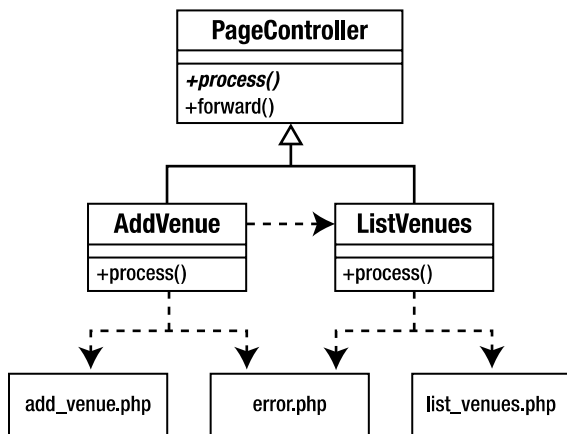 PageController
+process()
+forward()
AddVenue
ListVenues
+process()
+process()
add_venue.php
error.php
list_venues.php